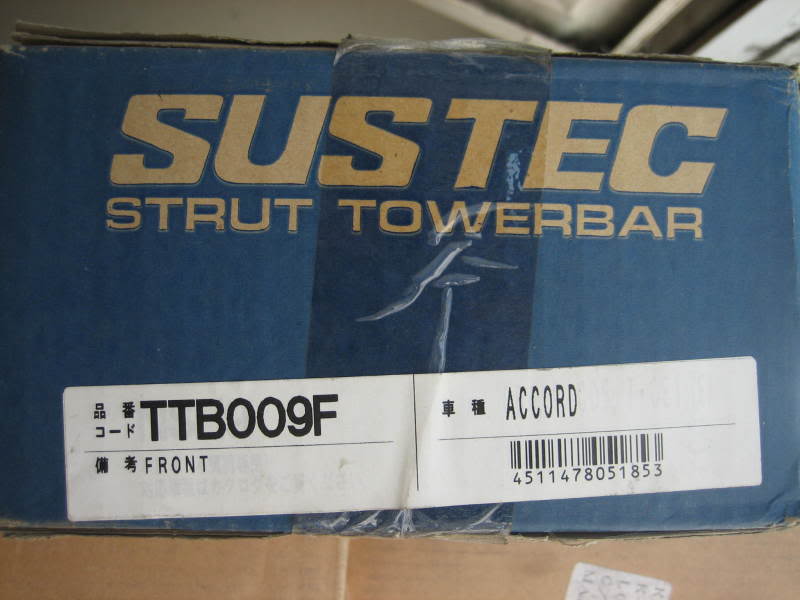 SUSTEC
STRUT TOWERBAR
品番コード TTB009F
車種 ACCORD
備考 FRONT
4511478051853